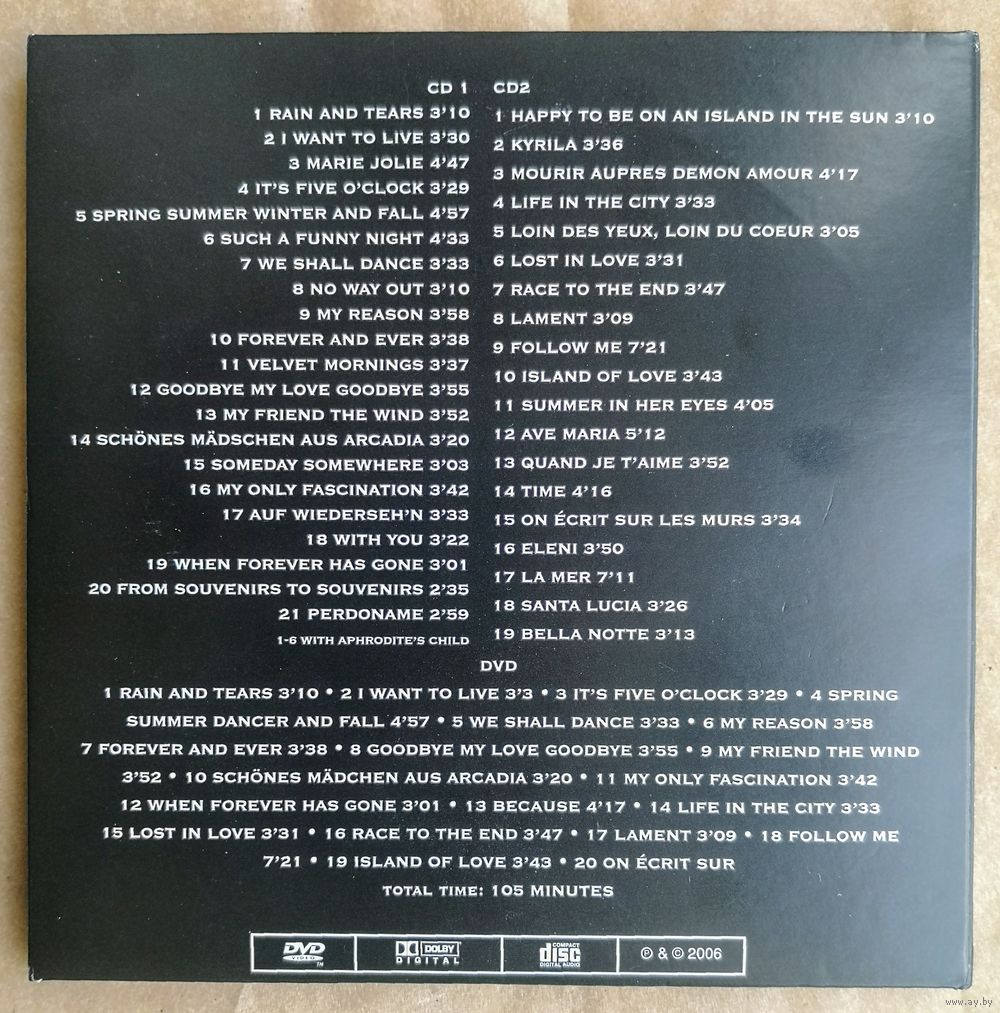 CD 1
1 RAIN AND TEARS 3'10
2 I WANT TO LIVE 3'30
3 MARIE JOLIE 4'47
4 IT'S FIVE O'CLOCK 3'29
5 SPRING SUMMER WINTER AND FALL 4'57
6 SUCH A FUNNY NIGHT 4'33
7 WE SHALL DANCE 3'33
8 NO WAY OUT 3'10
9 MY REASON 3'58
10 FOREVER AND EVER 3'38
11 VELVET MORNINGS 3'37
12 GOODBYE MY LOVE GOODBYE 3'55
13 MY FRIEND THE WIND 3'52
14 SCHÖNES MÄDSCHEN AUS ARCADIA 3'20
15 SOMEDAY SOMEWHERE 3'03
16 MY ONLY FASCINATION 3'42
17 AUF WIEDERSEH'N 3'33
18 WITH YOU 3'22
19 WHEN FOREVER HAS GONE 3'01
20 FROM SOUVENIRS TO SOUVENIRS 2'35
21 PERDONAME 2'59
1-6 WITH APHRODITE'S CHILD
CD2
1 HAPPY TO BE ON AN ISLAND IN THE SUN 3'10
2 KYRILA 3'36
3 MOURIR AUPRES DEMON AMOUR 4'17
4 LIFE IN THE CITY 3'33
5 LOIN DES YEUX, LOIN DU COEUR 3'05
6 LOST IN LOVE 3'31
7 RACE TO THE END 3'47
8 LAMENT 3'09
9 FOLLOW ME 7'21
10 ISLAND OF LOVE 3'43
11 SUMMER IN HER EYES 4'05
12 AVE MARIA 5'12
13 QUAND JE T'AIME 3'52
14 TIME 4'16
15 ON ÉCRIT SUR LES MURS 3'34
16 ELENI 3'50
17 LA MER 7'11
18 SANTA LUCIA 3'26
19 BELLA NOTTE 3'13
DVD
1 RAIN AND TEARS 3'10 • 2 I WANT TO LIVE 3'3 • 3 IT'S FIVE O'CLOCK 3'29 • 4 SPRING
SUMMER DANCER AND FALL 4'57 • 5 WE SHALL DANCE 3'33 • 6 MY REASON 3'58
7 FOREVER AND EVER 3'38 • 8 GOODBYE MY LOVE GOODBYE 3'55 • 9 MY FRIEND THE WIND
3'52 • 10 SCHÖNES MÄDCHEN AUS ARCADIA 3'20 • 11 MY ONLY FASCINATION 3'42
12 WHEN FOREVER HAS GONE 3'01 • 13 BECAUSE 4'17 • 14 LIFE IN THE CITY 3'33
15 LOST IN LOVE 3'31 • 16 RACE TO THE END 3'47 • 17 LAMENT 3'09 • 18 FOLLOW ME
7'21 • 19 ISLAND OF LOVE 3'43 • 20 ON ÉCRIT SUR
TOTAL TIME: 105 MINUTES
DVD VIDEO TM
DOLBY DIGITAL
COMPACT disc DIGITAL AUDIO
℗ & © 2006
www.ay.by